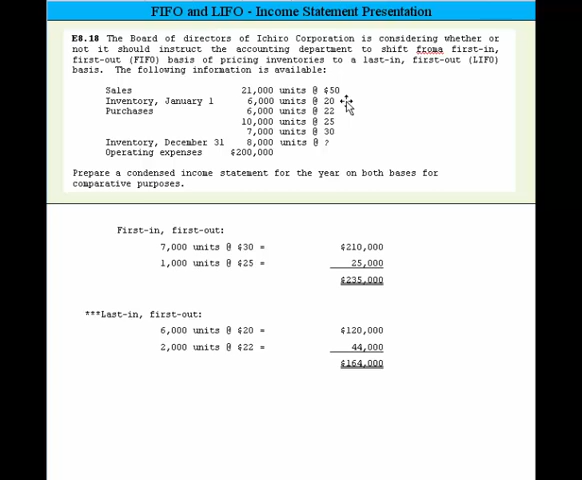 FIFO and LIFO - Income Statement Presentation
E8.18 The Board of directors of Ichiro Corporation is considering whether or
not it should instruct the accounting department to shift froma first-in,
first-out (FIFO) basis of pricing inventories to a last-in, first-out (LIFO)
basis. The following information is available:
Sales 21,000 units @ $50
Inventory, January 1 6,000 units @ 20
Purchases 6,000 units @ 22
10,000 units @ 25
7,000 units @ 30
Inventory, December 31 8,000 units @ ?
Operating expenses $200,000
Prepare a condensed income statement for the year on both bases for
comparative purposes.
First-in, first-out:
7,000 units @ $30 = $210,000
1,000 units @ $25 = 25,000
$235,000
***Last-in, first-out:
6,000 units @ $20 = $120,000
2,000 units @ $22 = 44,000
$164,000